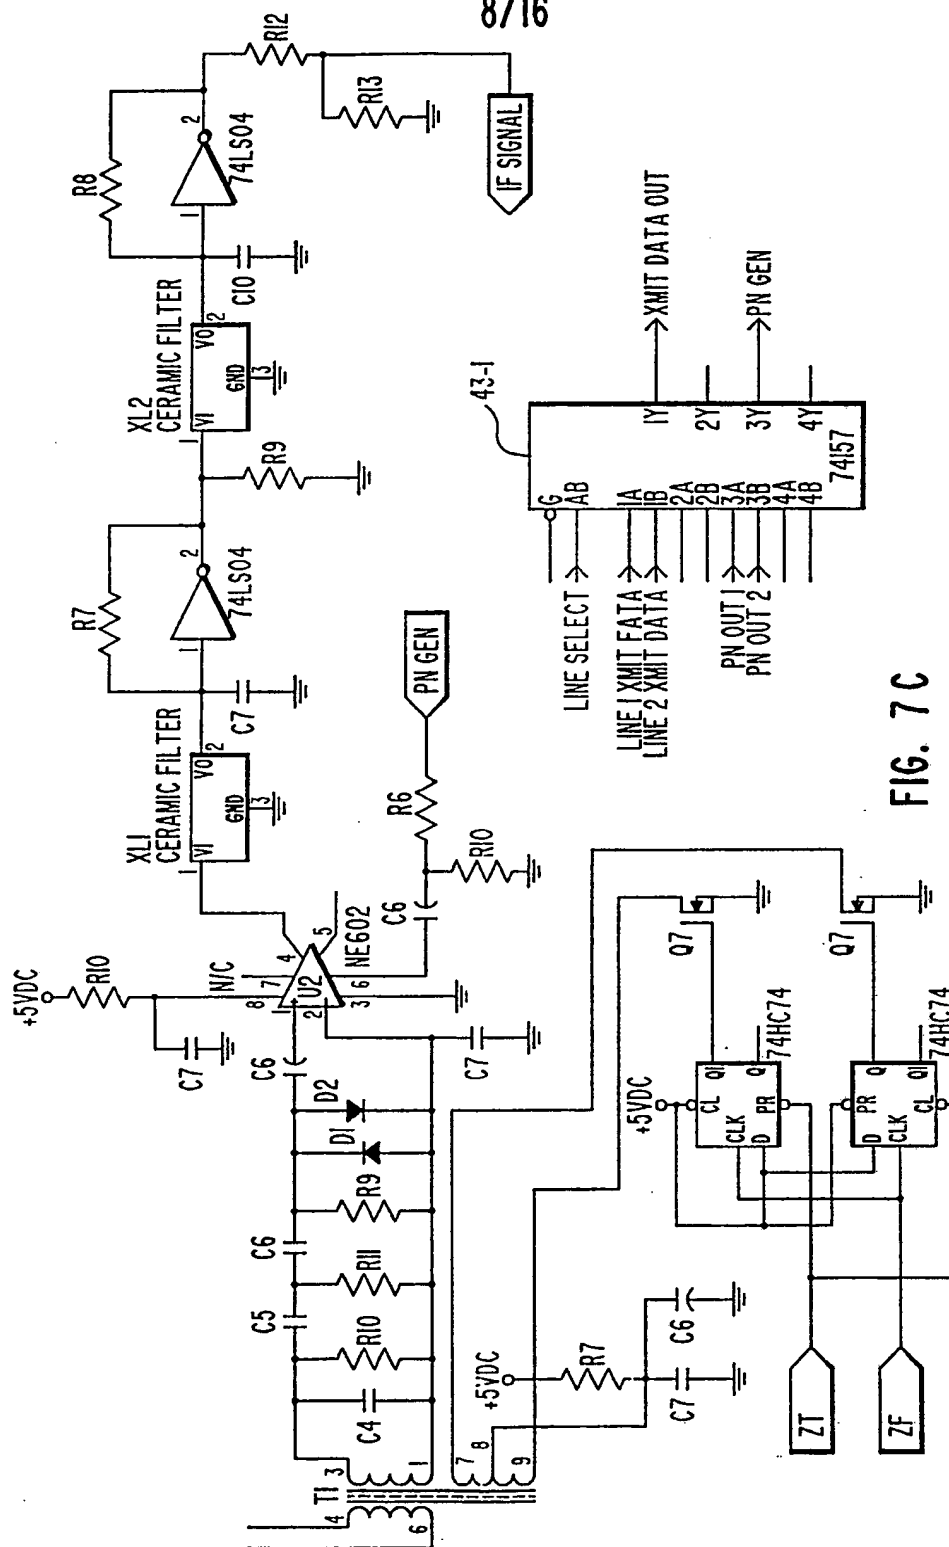 8/16
+5VDC
R10
C7
N/C
8
7
4
1
U2
2
5
3
6
NE602
C6
D2
D1
R9
C6
R11
C5
R10
C4
C7
T1
3
4
1
6
7
8
9
XL1
CERAMIC FILTER
1
VI
VO
2
GND
3
C7
R7
1
2
74LS04
R9
XL2
CERAMIC FILTER
1
VI
VO
2
GND
3
C10
R8
1
2
74LS04
R12
R13
IF SIGNAL
C6
R10
R6
PN GEN
+5VDC
R7
C7
C6
+5VDC
CL
Q1
CLK
D
PR
Q
74HC74
PR
Q
D
CLK
CL
Q1
74HC74
Q7
Q7
ZT
ZF
43-1
G
LINE SELECT
AB
LINE 1 XMIT FATA
1A
LINE 2 XMIT DATA
1B
2A
2B
PN OUT 1
3A
PN OUT 2
3B
4A
4B
1Y
XMIT DATA OUT
2Y
3Y
PN GEN
4Y
74157
FIG. 7C